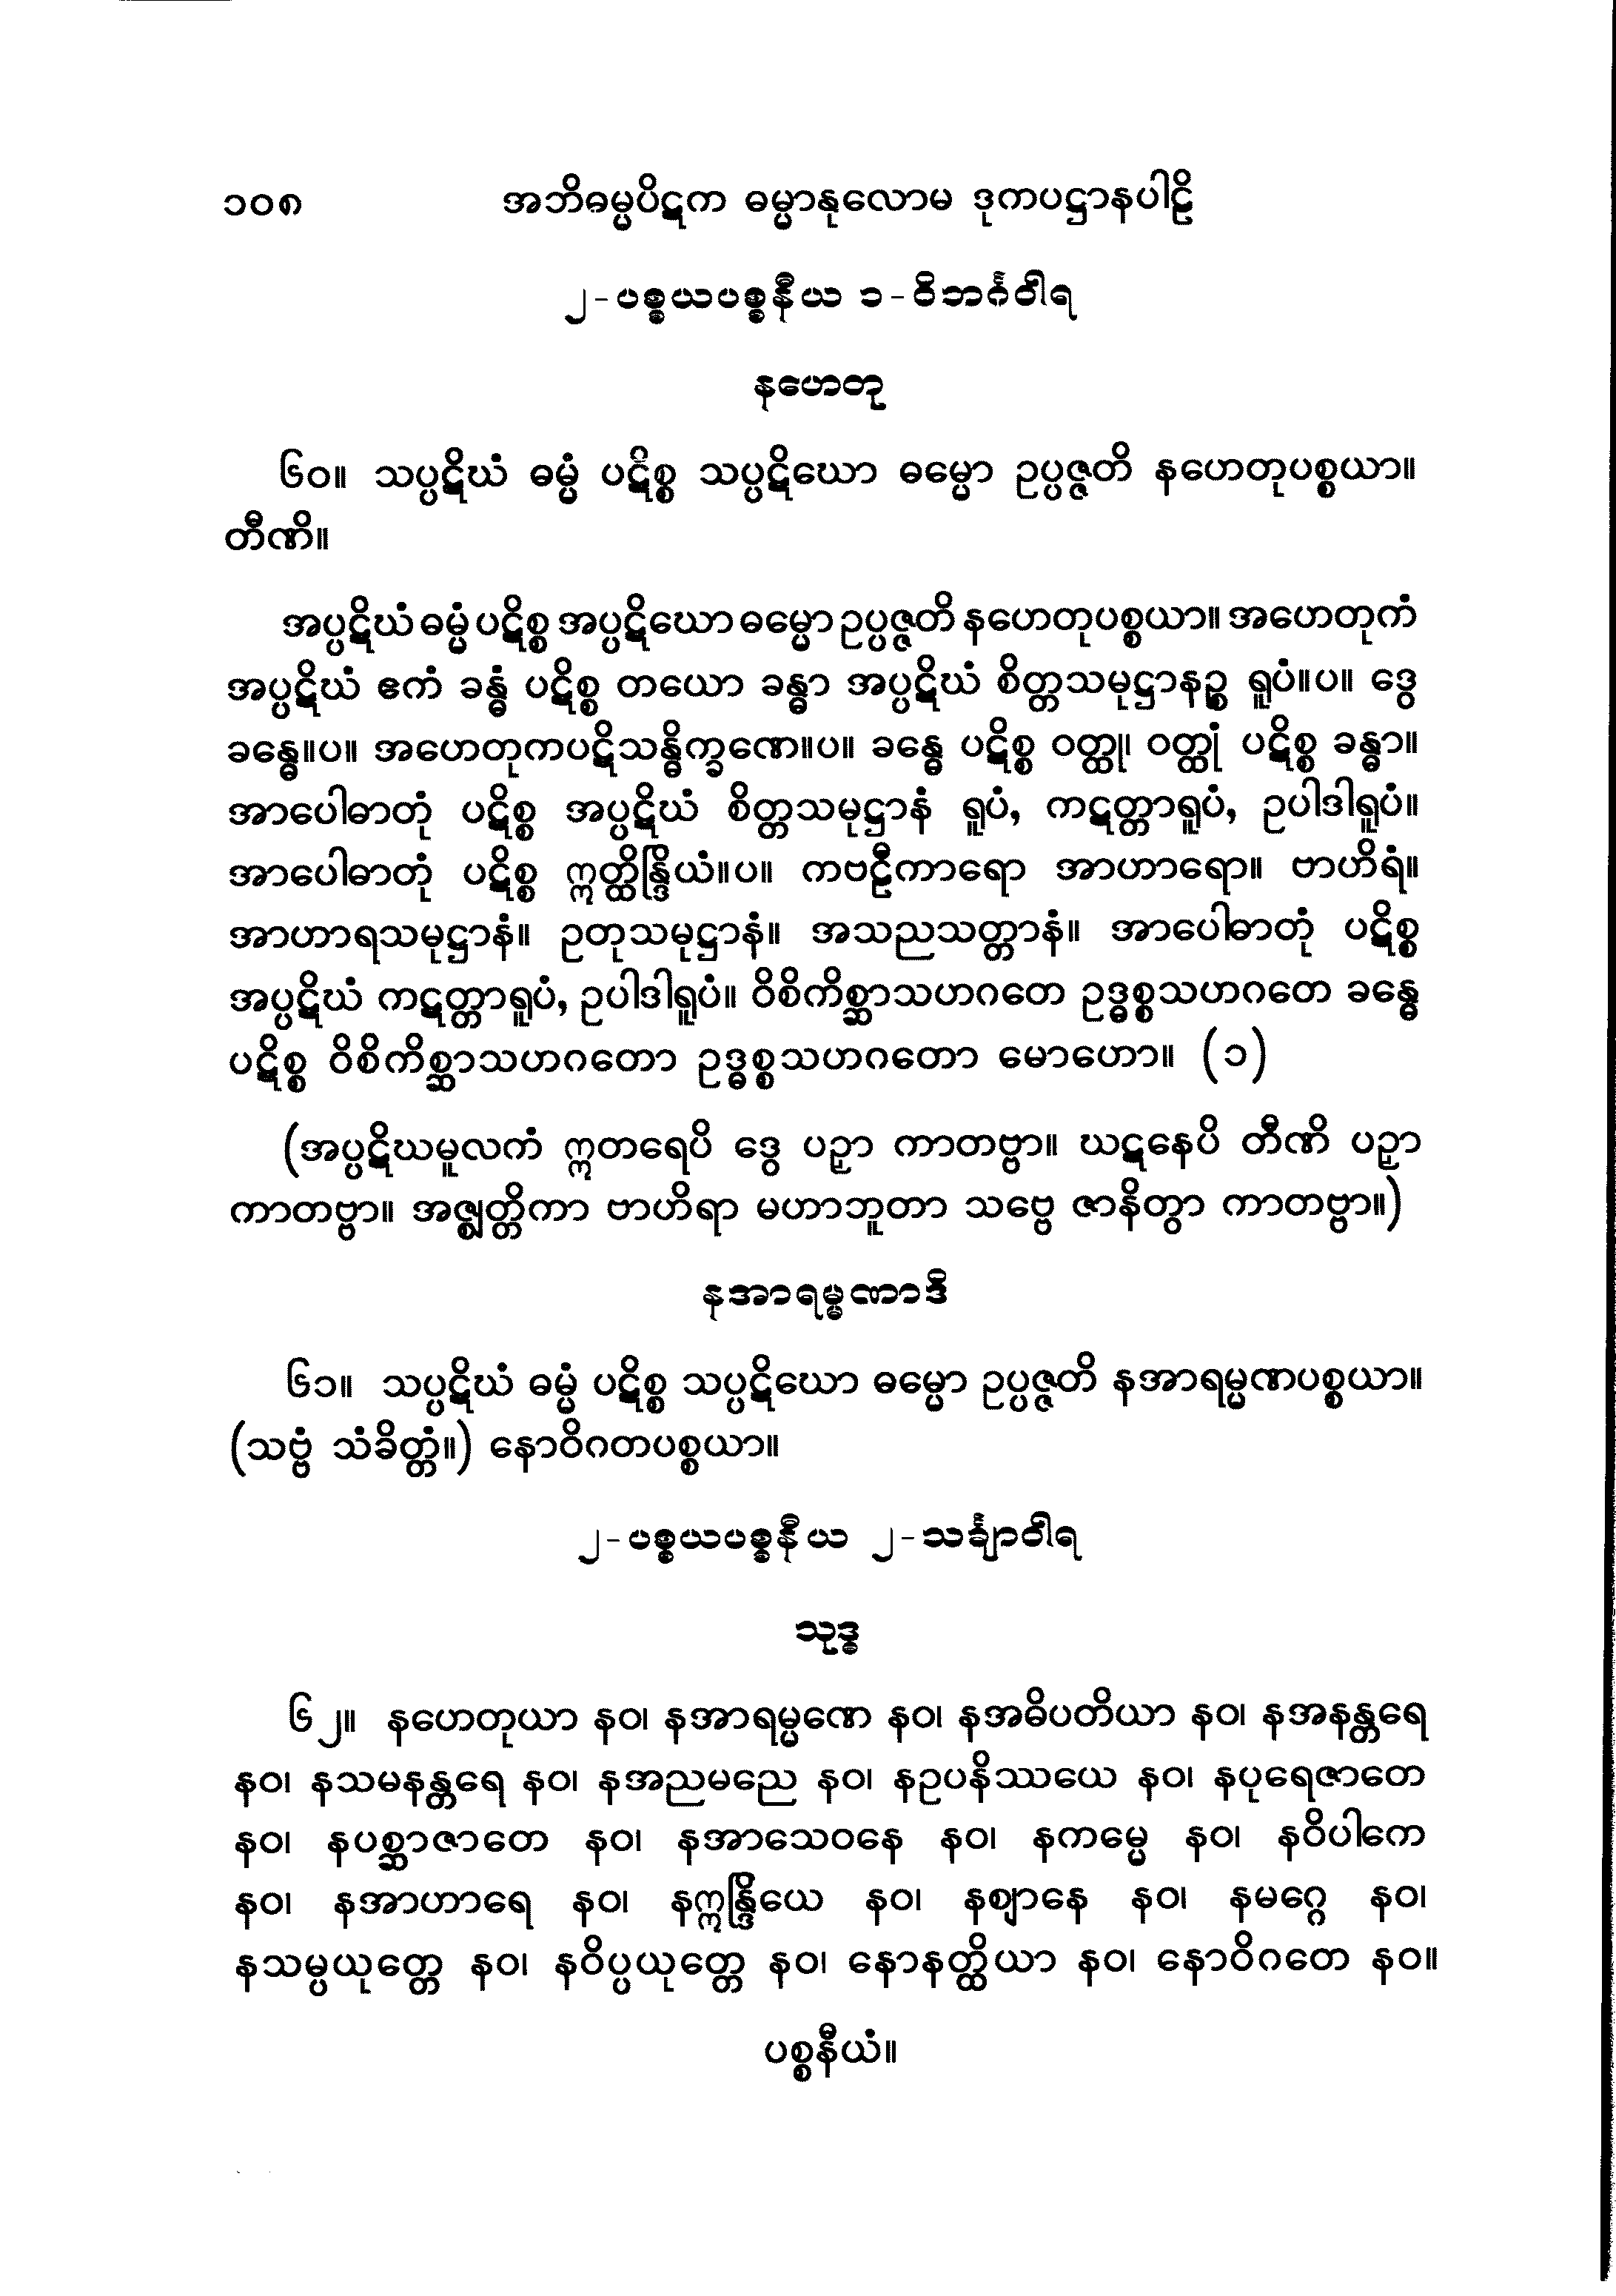 ၁၀၈ အဘိဓမ္မပိဋက ဓမ္မာနုလောမ ဒုကပဋ္ဌာနပါဠိ
၂-ပစ္စယပစ္စနီယ ၁-ဝိဘင်္ဂဝါရ
နဟေတု
၆၀။ သပ္ပဋိဃံ ဓမ္မံ ပဋိစ္စ သပ္ပဋိဃော ဓမ္မော ဥပ္ပဇ္ဇတိ နဟေတုပစ္စယာ။
တီဏိ။
အပ္ပဋိဃံ ဓမ္မံ ပဋိစ္စ အပ္ပဋိဃော ဓမ္မော ဥပ္ပဇ္ဇတိ နဟေတုပစ္စယာ။ အဟေတုကံ
အပ္ပဋိဃံ ဧကံ ခန္ဓံ ပဋိစ္စ တယော ခန္ဓာ အပ္ပဋိဃံ စိတ္တသမုဋ္ဌာနဉ္စ ရူပံ။ပ။ ဒွေ
ခန္ဓေ။ပ။ အဟေတုကပဋိသန္ဓိက္ခဏေ။ပ။ ခန္ဓေ ပဋိစ္စ ဝတ္ထု၊ ဝတ္ထုံ ပဋိစ္စ ခန္ဓာ။
အာပေါဓာတုံ ပဋိစ္စ အပ္ပဋိဃံ စိတ္တသမုဋ္ဌာနံ ရူပံ, ကဋတ္တာရူပံ, ဥပါဒါရူပံ။
အာပေါဓာတုံ ပဋိစ္စ ဣတ္ထိန္ဒြိယံ။ပ။ ကဗဠီကာရော အာဟာရော။ ဗာဟိရံ။
အာဟာရသမုဋ္ဌာနံ။ ဥတုသမုဋ္ဌာနံ။ အသညသတ္တာနံ။ အာပေါဓာတုံ ပဋိစ္စ
အပ္ပဋိဃံ ကဋတ္တာရူပံ, ဥပါဒါရူပံ။ ဝိစိကိစ္ဆာသဟဂတေ ဥဒ္ဓစ္စသဟဂတေ ခန္ဓေ
ပဋိစ္စ ဝိစိကိစ္ဆာသဟဂတော ဥဒ္ဓစ္စသဟဂတော မောဟော။ (၁)
(အပ္ပဋိဃမူလကံ ဣတရေပိ ဒွေ ပဉှာ ကာတဗ္ဗာ။ ဃဋနေပိ တီဏိ ပဉှာ
ကာတဗ္ဗာ။ အဇ္ဈတ္တိကာ ဗာဟိရာ မဟာဘူတာ သဗ္ဗေ ဇာနိတွာ ကာတဗ္ဗာ။)
နအာရမ္မဏာဒိ
၆၁။ သပ္ပဋိဃံ ဓမ္မံ ပဋိစ္စ သပ္ပဋိဃော ဓမ္မော ဥပ္ပဇ္ဇတိ နအာရမ္မဏပစ္စယာ။
(သဗ္ဗံ သံခိတ္တံ။) နောဝိဂတပစ္စယာ။
၂-ပစ္စယပစ္စနီယ ၂-သင်္ချာဝါရ
သုဒ္ဓ
၆၂။ နဟေတုယာ နဝ၊ နအာရမ္မဏေ နဝ၊ နအဓိပတိယာ နဝ၊ နအနန္တရေ
နဝ၊ နသမနန္တရေ နဝ၊ နအညမညေ နဝ၊ နဥပနိဿယေ နဝ၊ နပုရေဇာတေ
နဝ၊ နပစ္ဆာဇာတေ နဝ၊ နအာသေဝနေ နဝ၊ နကမ္မေ နဝ၊ နဝိပါကေ
နဝ၊ နအာဟာရေ နဝ၊ နဣန္ဒြိယေ နဝ၊ နဈာနေ နဝ၊ နမဂ္ဂေ နဝ၊
နသမ္ပယုတ္တေ နဝ၊ နဝိပ္ပယုတ္တေ နဝ၊ နောနတ္ထိယာ နဝ၊ နောဝိဂတေ နဝ။
ပစ္စနီယံ။